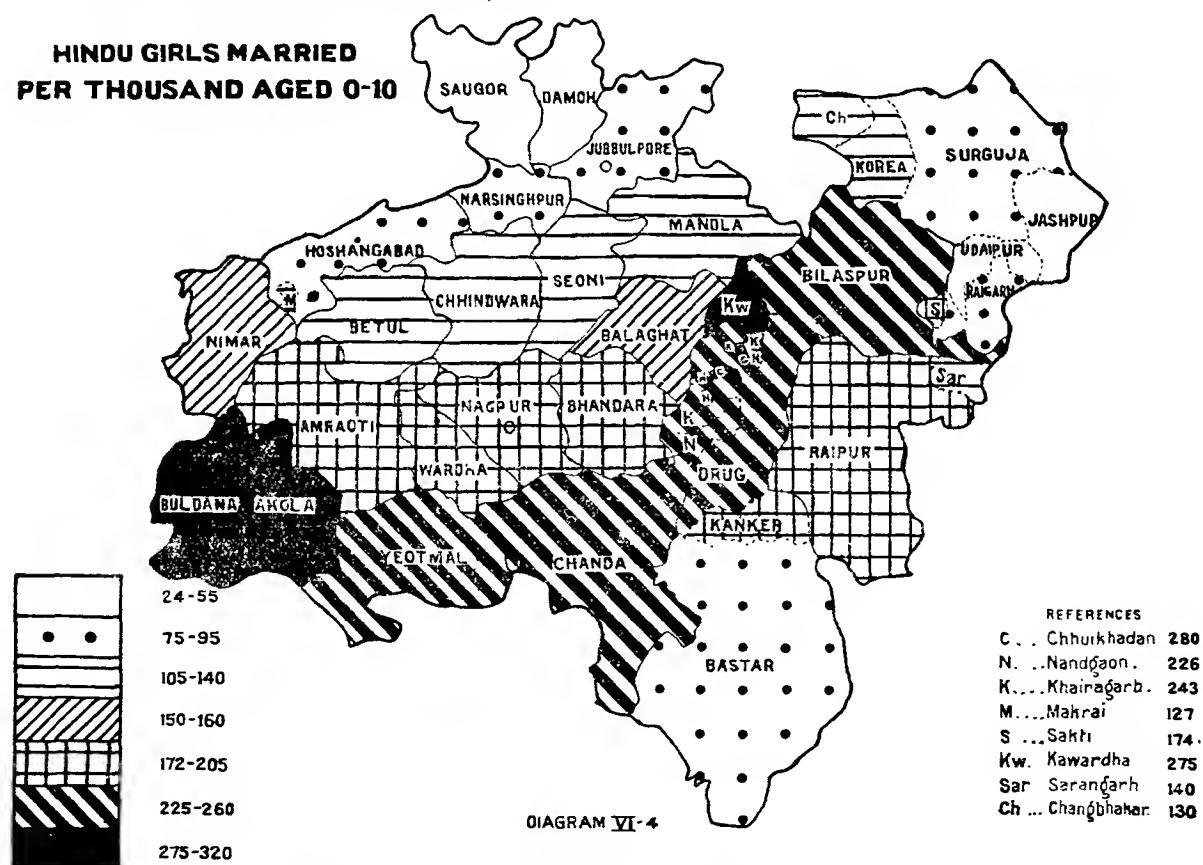 HINDU GIRLS MARRIED
PER THOUSAND AGED 0-10
SAUGOR
DAMOH
JUBBULPORE
Ch
KOREA
SURGUJA
NARSINGHPUR
MANDLA
JASHPUR
HOSHANGABAD
UDAIPUR
SEONI
BILASPUR
RAIGARH
M
CHHINDWARA
Kw
S
BETUL
BALAGHAT
NIMAR
K
K
C
N
K
C
N
Sar
NAGPUR
BHANDARA
AMRAOTI
K
RAIPUR
N
WARDHA
DRUG
BULDANA
AKOLA
KANKER
YEOTMAL
CHANDA
BASTAR
24-55
75-95
105-140
150-160
172-205
225-260
275-320
REFERENCES
C .. Chhuikhadan 280
N. .. Nandgaon. 226
K.... Khairagarh. 243
M.... Makrai 127
S ... Sakti 174.
Kw. Kawardha 275
Sar Sarangarh 140
Ch ... Changbhakar. 130
DIAGRAM VI-4